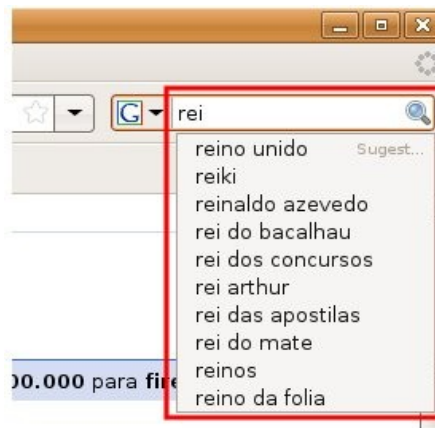 rei
reino unido Sugest...
reiki
reinaldo azevedo
rei do bacalhau
rei dos concursos
rei arthur
rei das apostilas
rei do mate
reinos
00.000 para fire
reino da folia